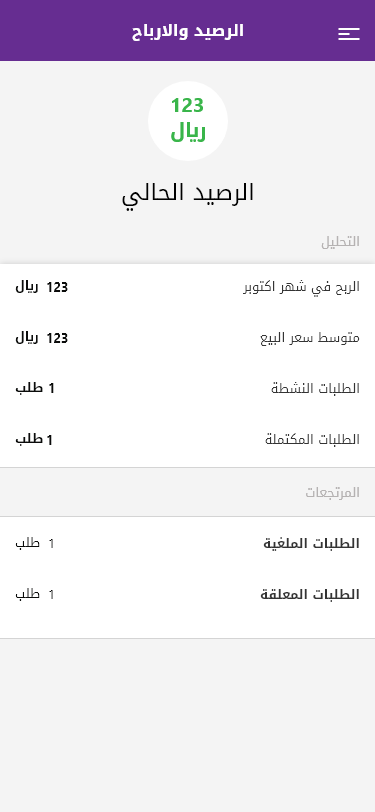 الرصيد والارباح
123
ريال
الرصيد الحالي
التحليل
الربح في شهر اكتوبر 123 ريال
متوسط سعر البيع 123 ريال
الطلبات النشطة 1 طلب
الطلبات المكتملة 1 طلب
المرتجعات
الطلبات الملغية 1 طلب
الطلبات المعلقة 1 طلب